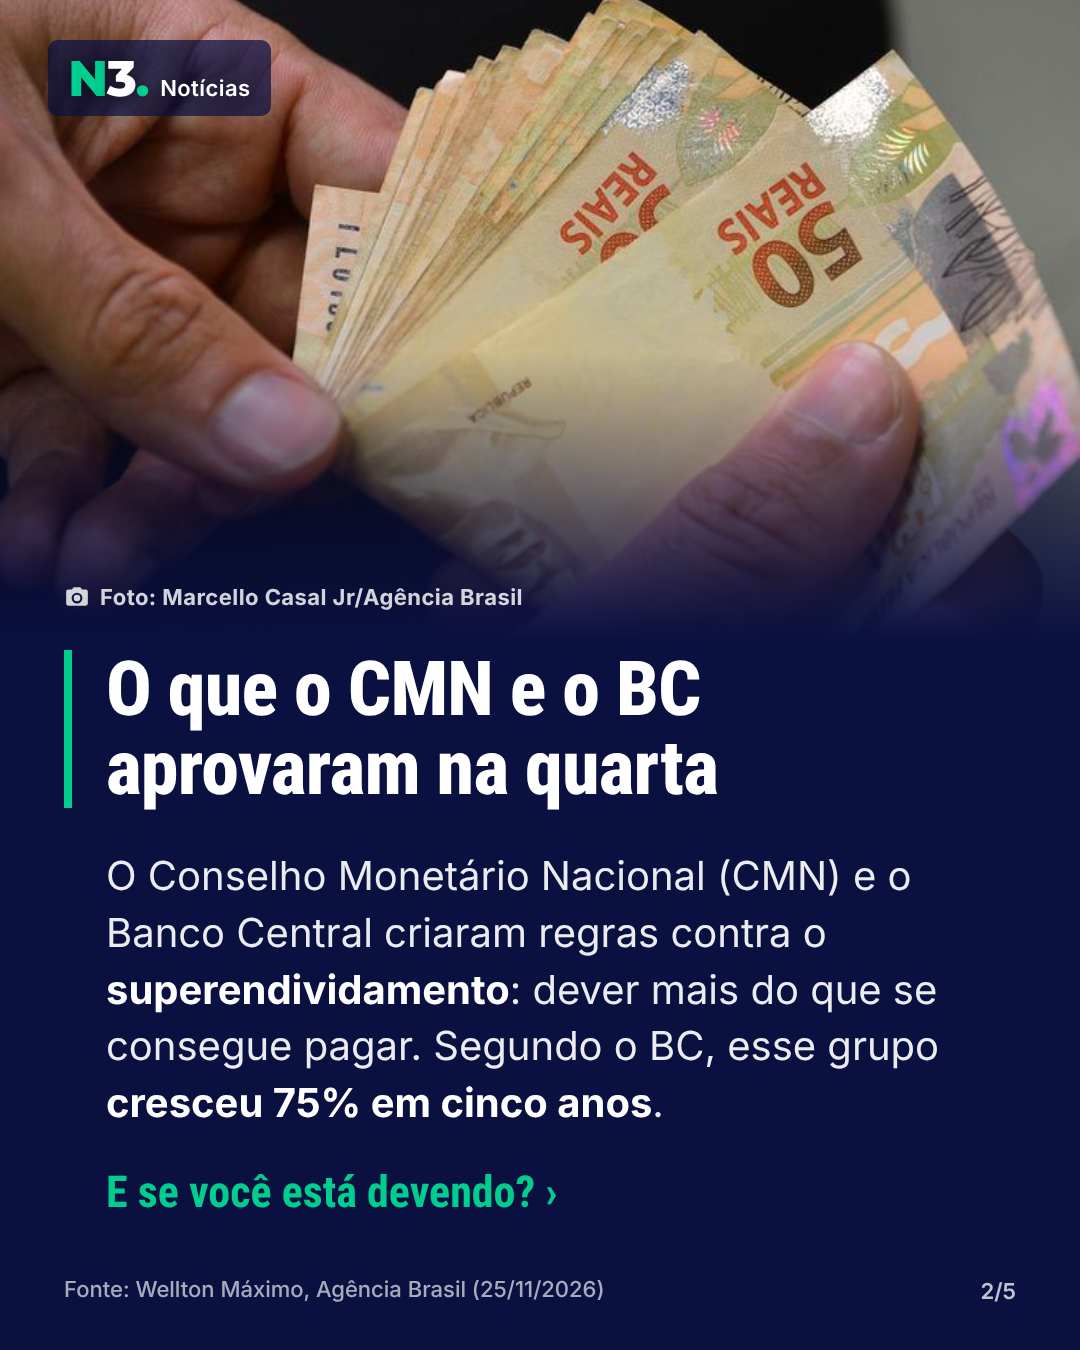 N3. Notícias
REAIS
50
REAIS
50
REPUBLICA
Foto: Marcello Casal Jr/Agência Brasil
O que o CMN e o BC
aprovaram na quarta
O Conselho Monetário Nacional (CMN) e o
Banco Central criaram regras contra o
superendividamento: dever mais do que se
consegue pagar. Segundo o BC, esse grupo
cresceu 75% em cinco anos.
E se você está devendo? ›
Fonte: Wellton Máximo, Agência Brasil (25/11/2026)
2/5